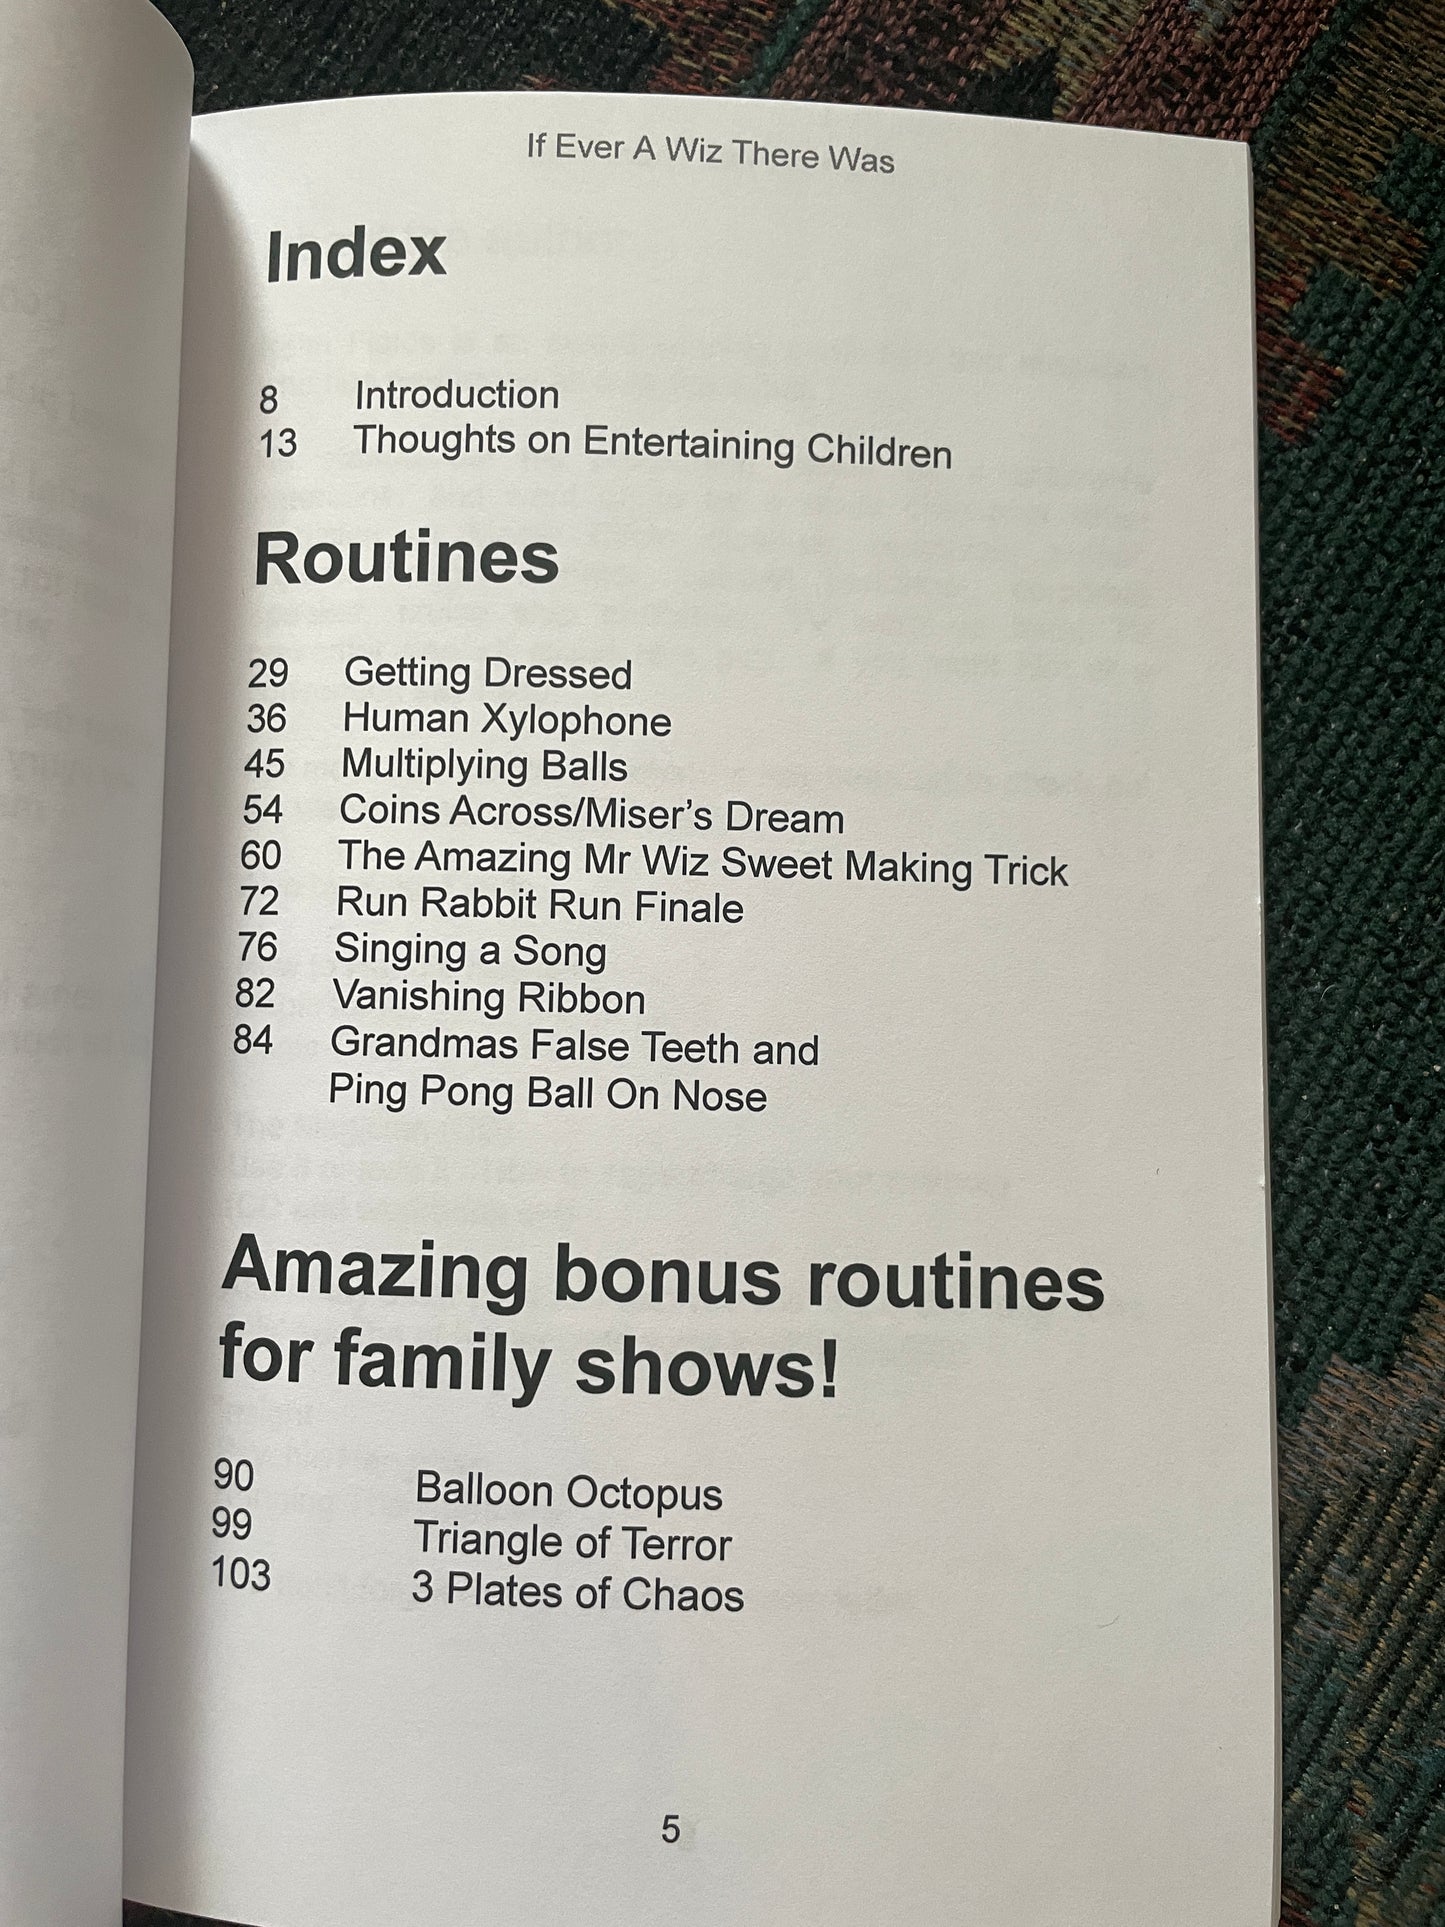 If Ever A Wiz There Was
Index
8 Introduction
13 Thoughts on Entertaining Children
Routines
29 Getting Dressed
36 Human Xylophone
45 Multiplying Balls
54 Coins Across/Miser's Dream
60 The Amazing Mr Wiz Sweet Making Trick
72 Run Rabbit Run Finale
76 Singing a Song
82 Vanishing Ribbon
84 Grandmas False Teeth and
Ping Pong Ball On Nose
Amazing bonus routines
for family shows!
90 Balloon Octopus
99 Triangle of Terror
103 3 Plates of Chaos
5